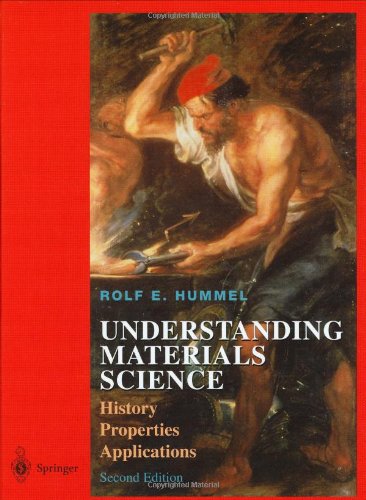 ROLF E. HUMMEL
UNDERSTANDING
MATERIALS
SCIENCE
History
Properties
Applications
Second Edition
Springer